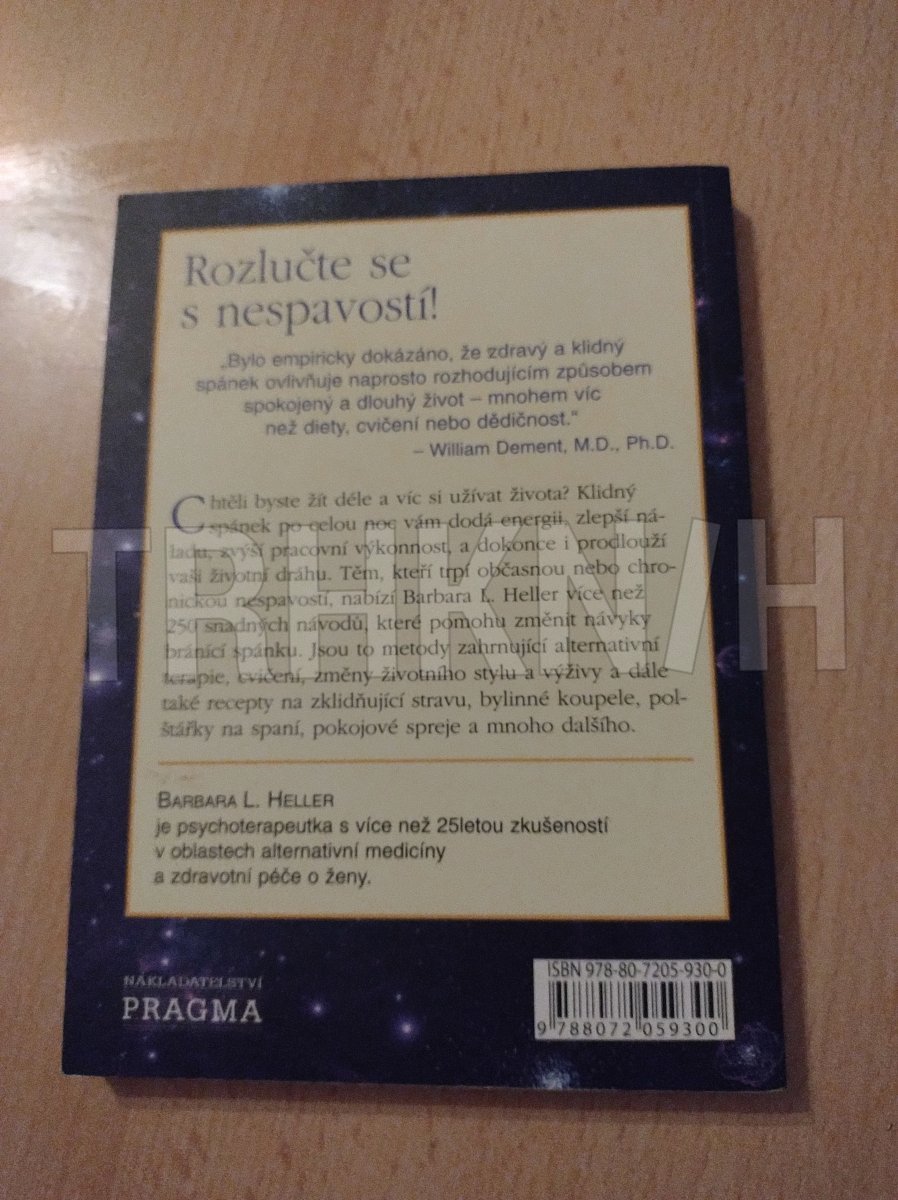 Rozlučte se
s nespavostí!
„Bylo empiricky dokázáno, že zdravý a klidný
spánek ovlivňuje naprosto rozhodujícím způsobem
spokojený a dlouhý život – mnohem víc
než diety, cvičení nebo dědičnost.“
– William Dement, M.D., Ph.D.
Chtěli byste žít déle a víc si užívat života? Klidný
spánek po celou noc vám dodá energii, zlepší ná-
ladu, zvýší pracovní výkonnost, a dokonce i prodlouží
vaši životní dráhu. Těm, kteří trpí občasnou nebo chro-
nickou nespavostí, nabízí Barbara L. Heller více než
250 snadných návodů, které pomohu změnit návyky
bránící spánku. Jsou to metody zahrnující alternativní
terapie, cvičení, změny životního stylu a výživy a dále
také recepty na zklidňující stravu, bylinné koupele, pol-
štářky na spaní, pokojové spreje a mnoho dalšího.
BARBARA L. HELLER
je psychoterapeutka s více než 25letou zkušeností
v oblastech alternativní medicíny
a zdravotní péče o ženy.
NAKLADATELSTVÍ
PRAGMA
ISBN 978-80-7205-930-0
9 788072 059300